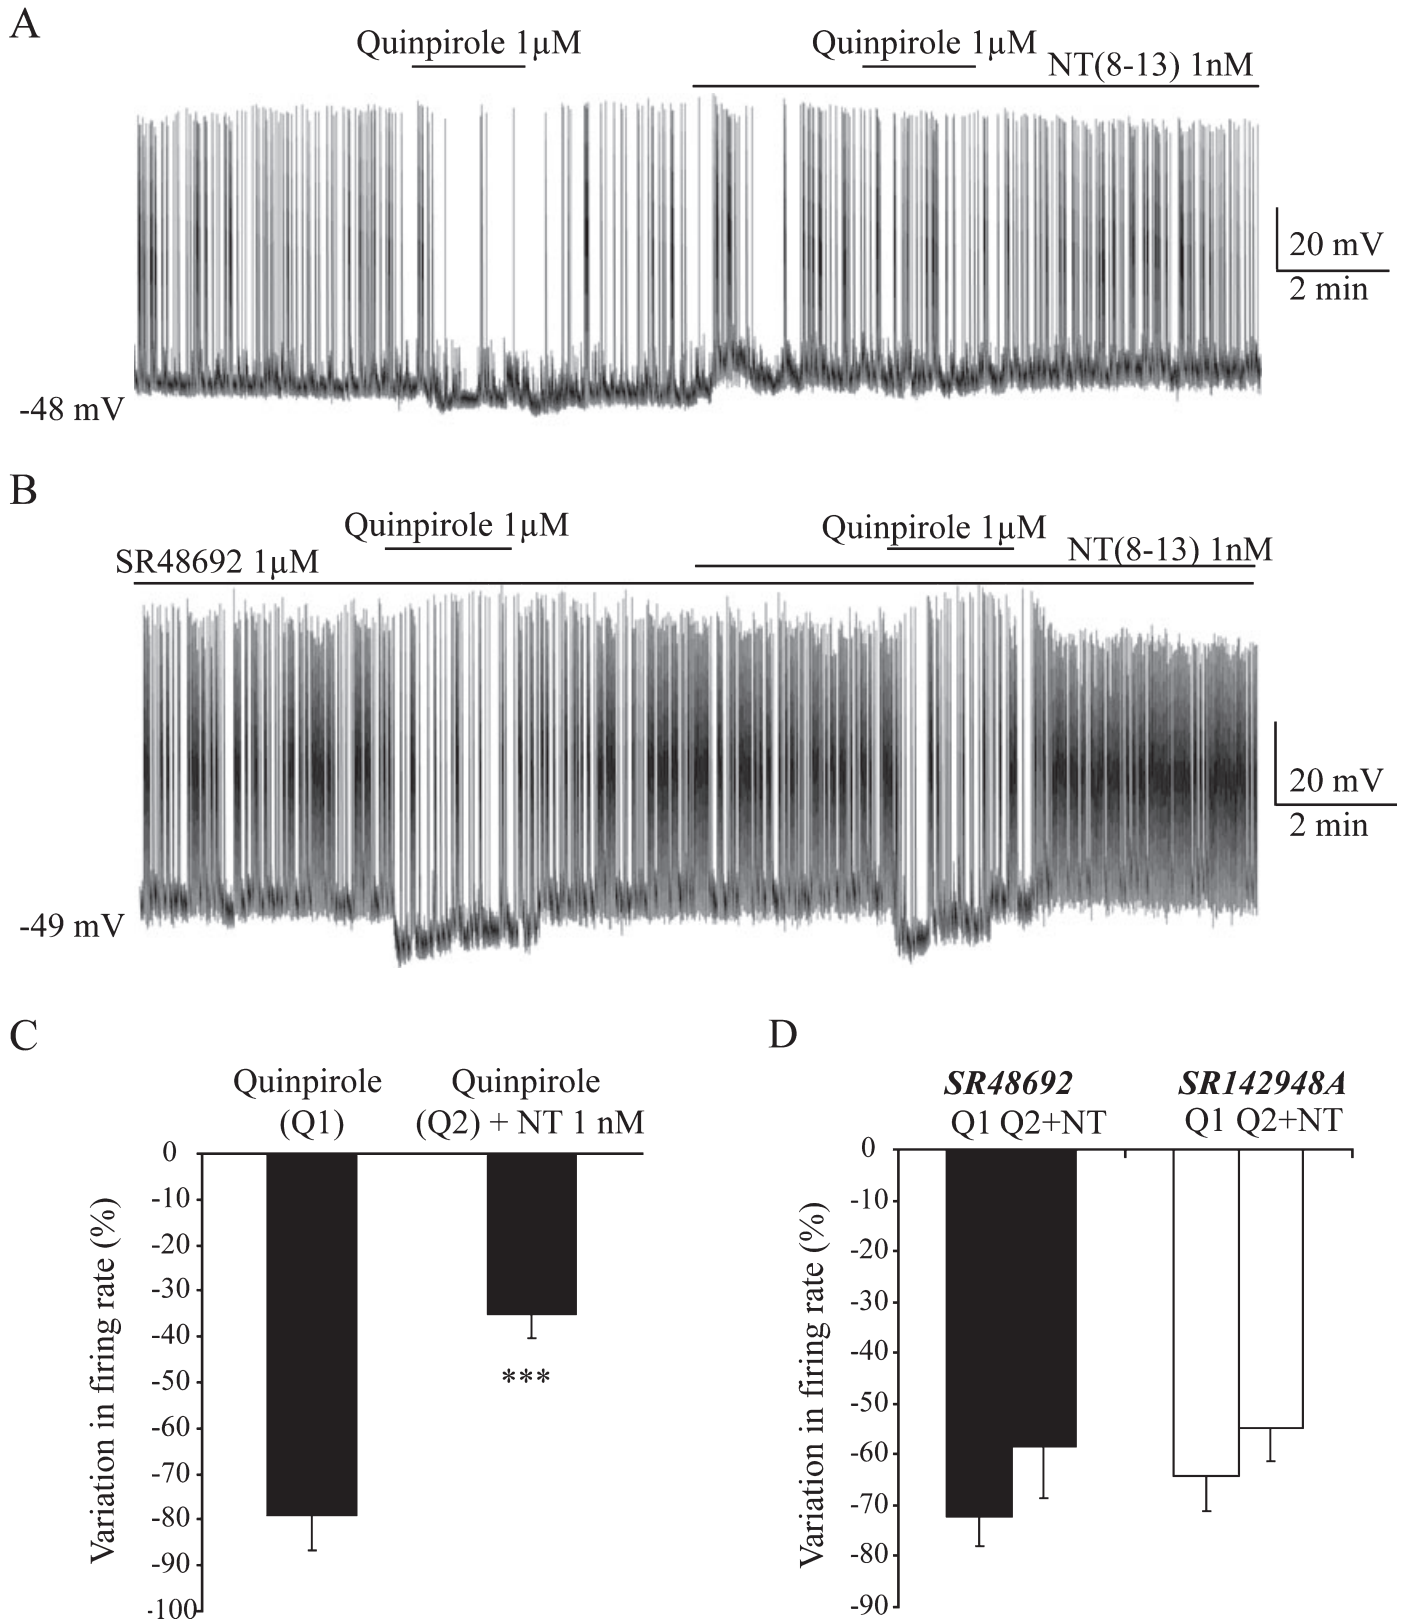 A
Quinpirole 1µM
Quinpirole 1µM
NT(8-13) 1nM
20 mV
2 min
-48 mV
B
Quinpirole 1µM
Quinpirole 1µM
SR48692 1µM
NT(8-13) 1nM
20 mV
2 min
-49 mV
C
Quinpirole
(Q1)
Quinpirole
(Q2) + NT 1 nM
Variation in firing rate (%)
0
-10
-20
-30
-40
-50
-60
-70
-80
-90
-100
***
D
SR48692
Q1 Q2+NT
SR142948A
Q1 Q2+NT
Variation in firing rate (%)
0
-10
-20
-30
-40
-50
-60
-70
-80
-90